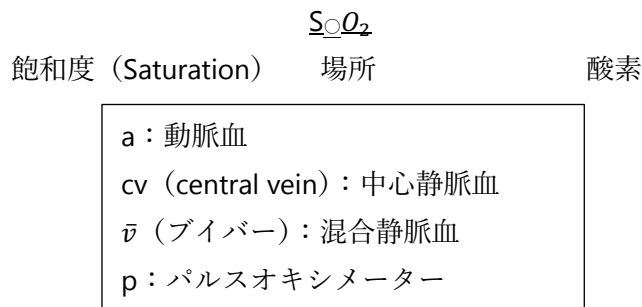 S○O₂
飽和度（Saturation） 場所 酸素
a：動脈血
cv（central vein）：中心静脈血
v̄（ブイバー）：混合静脈血
p：パルスオキシメーター